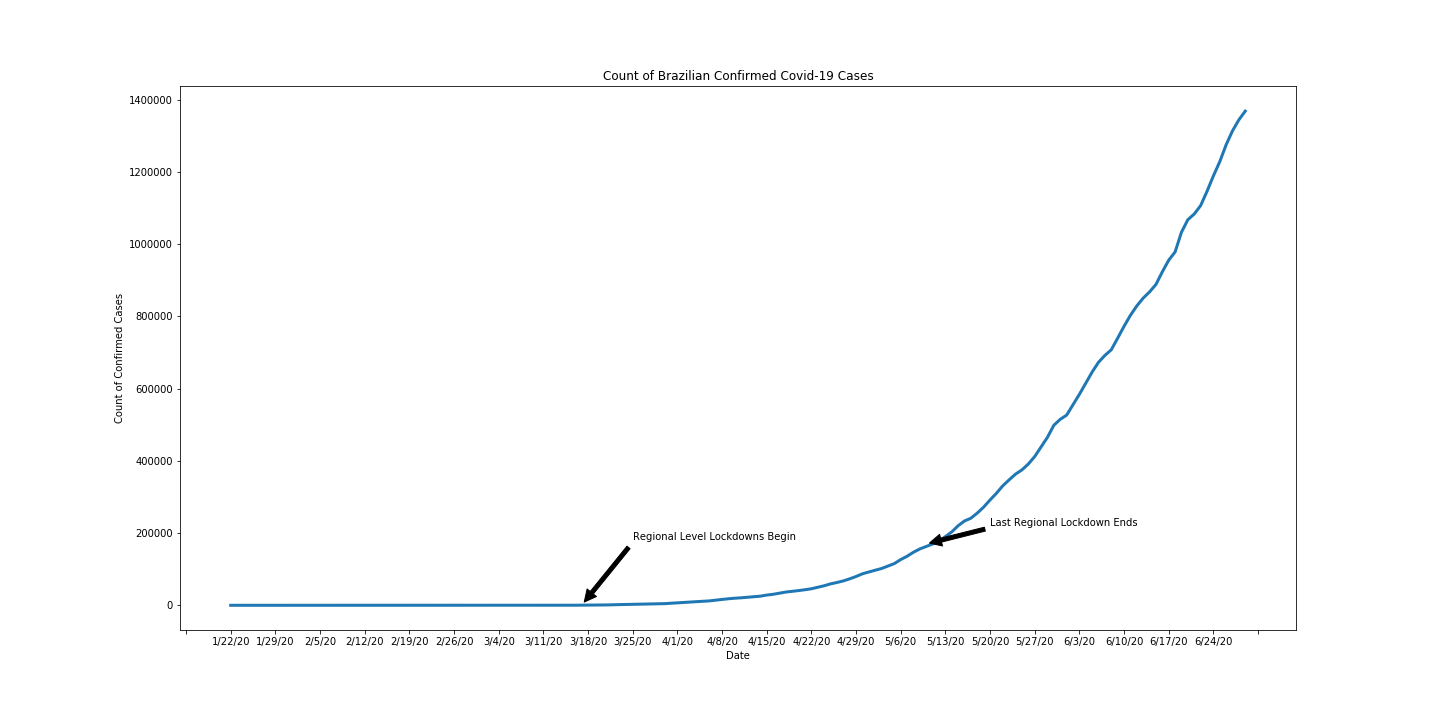 Count of Brazilian Confirmed Covid-19 Cases
1400000
1200000
1000000
800000
600000
400000
200000
0
Count of Confirmed Cases
Regional Level Lockdowns Begin
Last Regional Lockdown Ends
1/22/20 1/29/20 2/5/20 2/12/20 2/19/20 2/26/20 3/4/20 3/11/20 3/18/20 3/25/20 4/1/20 4/8/20 4/15/20 4/22/20 4/29/20 5/6/20 5/13/20 5/20/20 5/27/20 6/3/20 6/10/20 6/17/20 6/24/20
Date